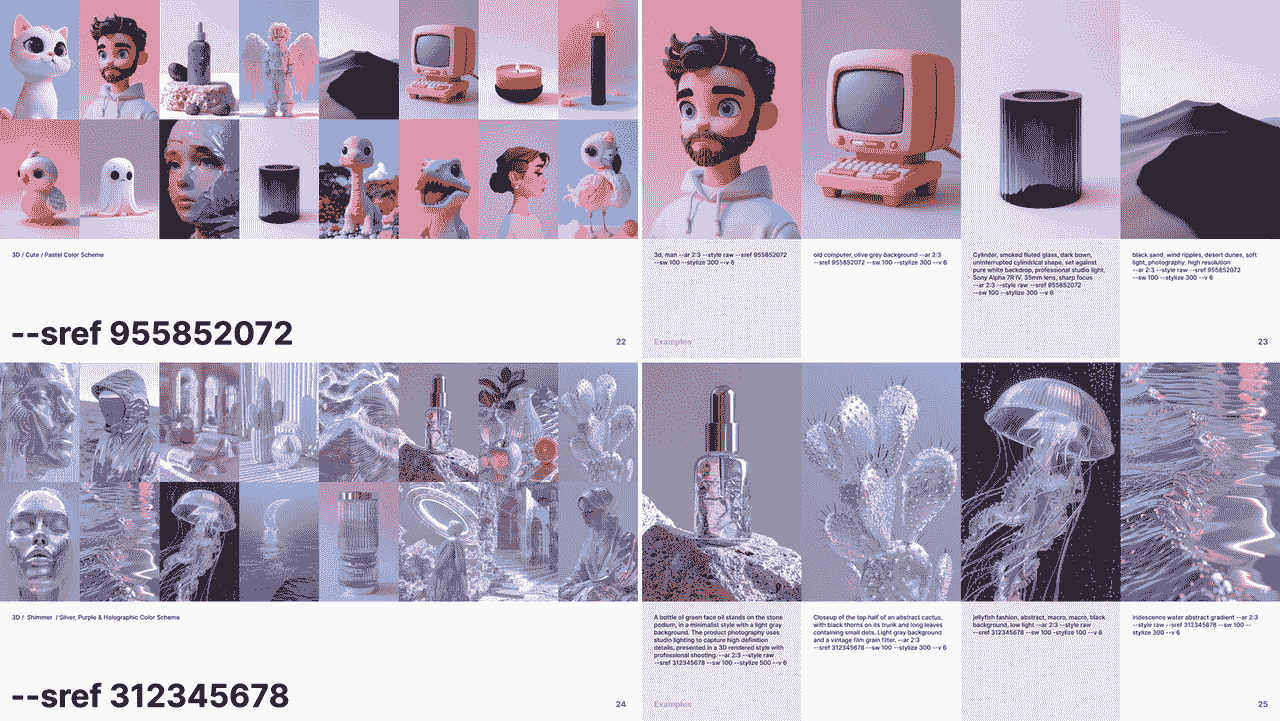 3D / Cute / Pastel Color Scheme
--sref 955852072
22
3d, man --ar 2:3 --style raw --sref 955852072
--sw 100 --stylize 300 --v 6
old computer, olive grey background --ar 2:3
--sref 955852072 --sw 100 --stylize 300 --v 6
Cylinder, smoked fluted glass, dark bown,
uninterrupted cylindrical shape, set against
pure white backdrop, professional studio light,
Sony Alpha 7R IV, 35mm lens, sharp focus
--ar 2:3 --style raw --sref 955852072
--sw 100 --stylize 300 --v 6
black sand, wind ripples, desert dunes, soft
light, photography, high resolution
--ar 2:3 --style raw --sref 955852072
--sw 100 --stylize 300 --v 6
Examples
23
3D / Shimmer / Silver, Purple & Holographic Color Scheme
--sref 312345678
24
A bottle of green face oil stands on the stone
podium, in a minimalist style with a light gray
background. The product photography uses
studio lighting to capture high definition
details, presented in a 3D rendered style with
professional shooting. --ar 2:3 --style raw
--sref 312345678 --sw 100 --stylize 500 --v 6
Closeup of the top half of an abstract cactus,
with black thorns on its trunk and long leaves
containing small dots. Light gray background
and a vintage film grain filter. --ar 2:3
--sref 312345678 --sw 100 --stylize 300 --v 6
jellyfish fashion, abstract, macro, macro, black
background, low light --ar 2:3 --style raw
--sref 312345678 --sw 100 -stylize 100 --v 6
iridescence water abstract gradient --ar 2:3
--style raw --sref 312345678 --sw 100 --
stylize 300 --v 6
Examples
25